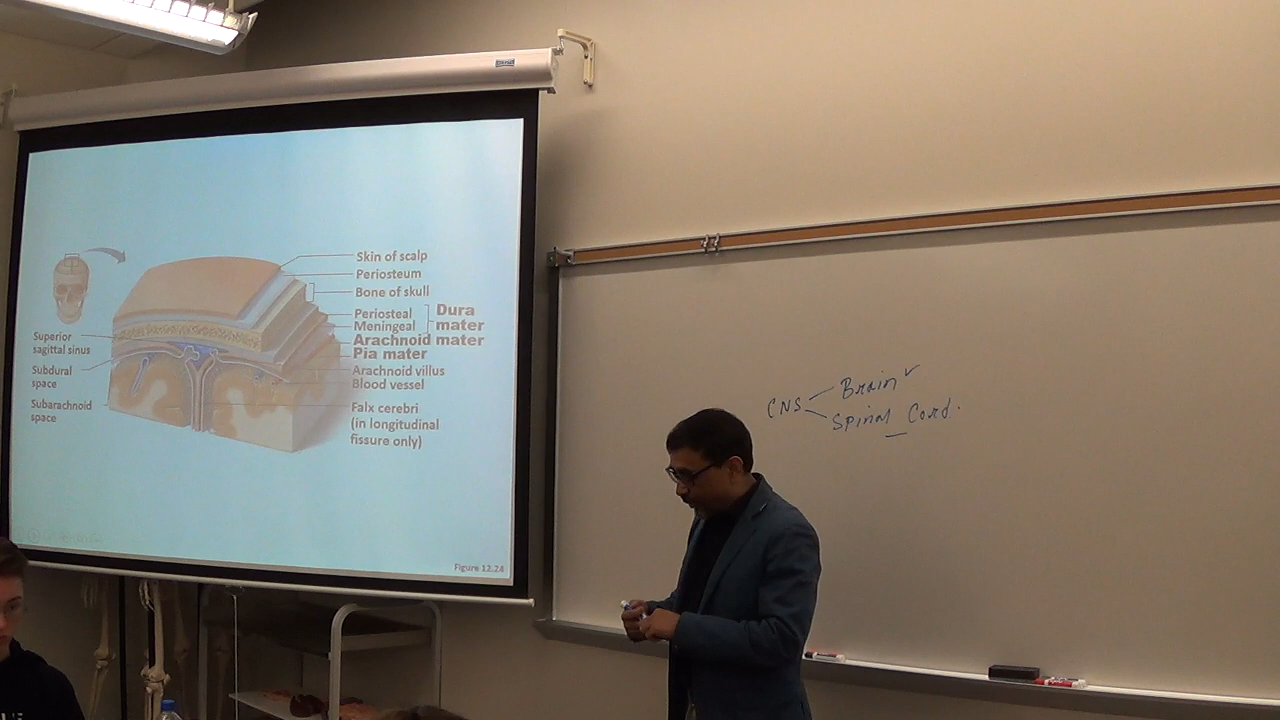 Skin of scalp
Periosteum
Bone of skull
Periosteal
Meningeal
Dura
mater
Arachnoid mater
Pia mater
Arachnoid villus
Blood vessel
Falx cerebri
(in longitudinal
fissure only)
Superior
sagittal sinus
Subdural
space
Subarachnoid
space
Figure 12.24
CNS
Brain
Spinal Cord.